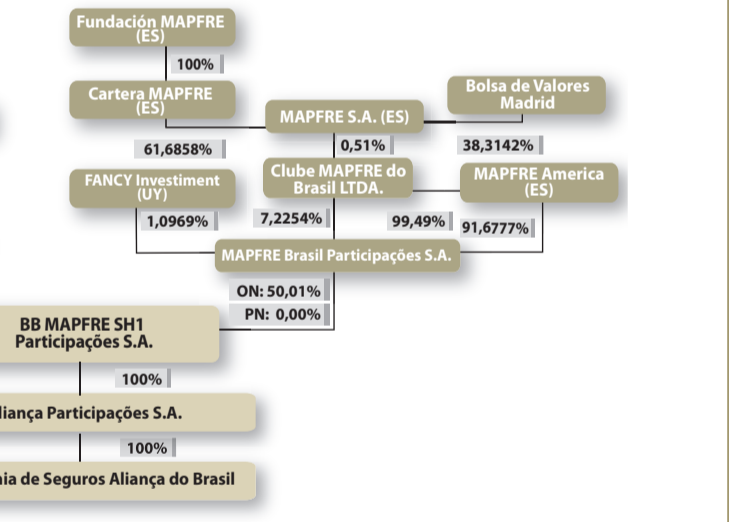 Fundación MAPFRE
(ES)
100%
Cartera MAPFRE
(ES)
MAPFRE S.A. (ES)
Bolsa de Valores
Madrid
61,6858%
0,51%
38,3142%
FANCY Investiment
(UY)
Clube MAPFRE do
Brasil LTDA.
MAPFRE America
(ES)
1,0969%
7,2254%
99,49%
91,6777%
MAPFRE Brasil Participações S.A.
ON: 50,01%
PN: 0,00%
BB MAPFRE SH1
Participações S.A.
100%
liança Participações S.A.
100%
ia de Seguros Aliança do Brasil